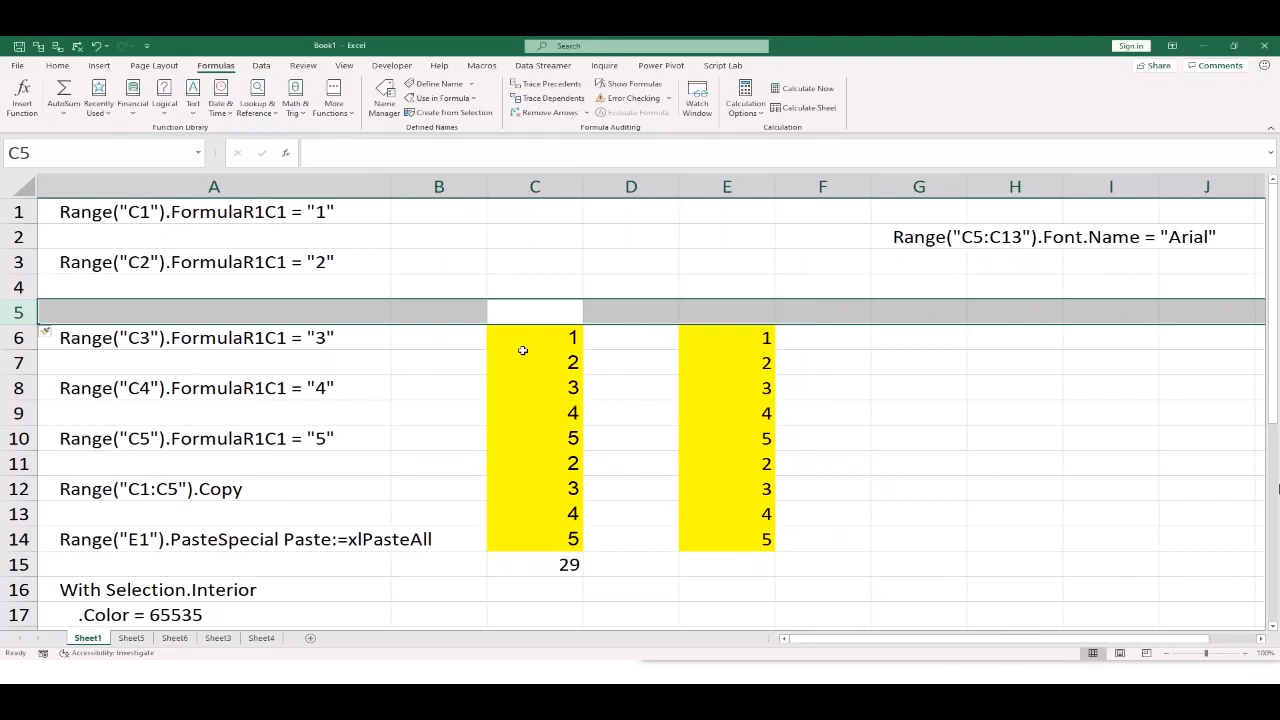 Book1 - Excel
Search
Sign in
File Home Insert Page Layout Formulas Data Review View Developer Help Macros Data Streamer Inquire Power Pivot Script Lab Share Comments
Insert Function
AutoSum
Recently Used
Financial
Logical
Text
Date & Time
Lookup & Reference
Math & Trig
More Functions
Function Library
Name Manager
Define Name
Use in Formula
Create from Selection
Defined Names
Trace Precedents
Trace Dependents
Remove Arrows
Show Formulas
Error Checking
Evaluate Formula
Formula Auditing
Watch Window
Calculation Options
Calculate Now
Calculate Sheet
Calculation
C5 fx
A B C D E F G H I J
1 Range("C1").FormulaR1C1 = "1"
2 Range("C5:C13").Font.Name = "Arial"
3 Range("C2").FormulaR1C1 = "2"
4
5
6 Range("C3").FormulaR1C1 = "3" 1 1
7 2 2
8 Range("C4").FormulaR1C1 = "4" 3 3
9 4 4
10 Range("C5").FormulaR1C1 = "5" 5 5
11 2 2
12 Range("C1:C5").Copy 3 3
13 4 4
14 Range("E1").PasteSpecial Paste:=xlPasteAll 5 5
15 29
16 With Selection.Interior
17 .Color = 65535
Sheet1 Sheet5 Sheet6 Sheet3 Sheet4
Ready Accessibility: Investigate 100%